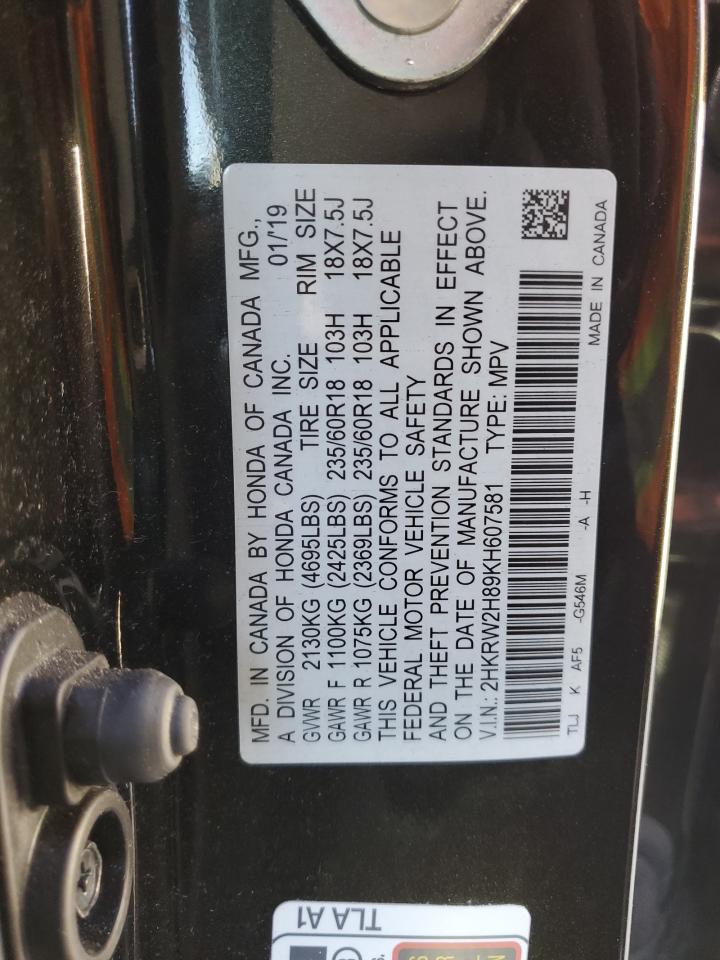 MFD. IN CANADA BY HONDA OF CANADA MFG.,
A DIVISION OF HONDA CANADA INC. 01/'19
GVWR 2130KG (4695LBS) TIRE SIZE RIM SIZE
GAWR F 1100KG (2425LBS) 235/60R18 103H 18X7.5J
GAWR R 1075KG (2369LBS) 235/60R18 103H 18X7.5J
THIS VEHICLE CONFORMS TO ALL APPLICABLE
FEDERAL MOTOR VEHICLE SAFETY
AND THEFT PREVENTION STANDARDS IN EFFECT
ON THE DATE OF MANUFACTURE SHOWN ABOVE.
V.I.N.: 2HKRW2H89KH607581 TYPE: MPV
TLJ K AF5 -G546M -A -H MADE IN CANADA
TLA A1